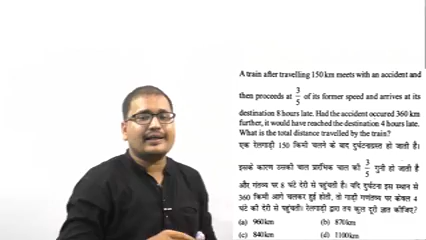 A train after travelling 150 km meets with an accident and
then proceeds at 3/5 of its former speed and arrives at its
destination 8 hours late. Had the accident occured 360 km
further, it would have reached the destination 4 hours late.
What is the total distance travelled by the train?
एक रेलगाड़ी 150 किमी चलने के बाद दुर्घटनाग्रस्त हो जाती है।
इसके कारण उसकी चाल प्रारंभिक चाल की 3/5 गुनी हो जाती है
और गंतव्य पर 8 घंटे देरी से पहुंचती है। यदि दुर्घटना इस स्थान से
360 किमी आगे चलकर हुई होती, तो गाड़ी गणतव्य पर केवल 4
घंटे की देरी से पहुंचती। रेलगाड़ी द्वारा तय कुल दूरी ज्ञात कीजिए?
(a) 960km (b) 870km
(c) 840km (d) 1100km